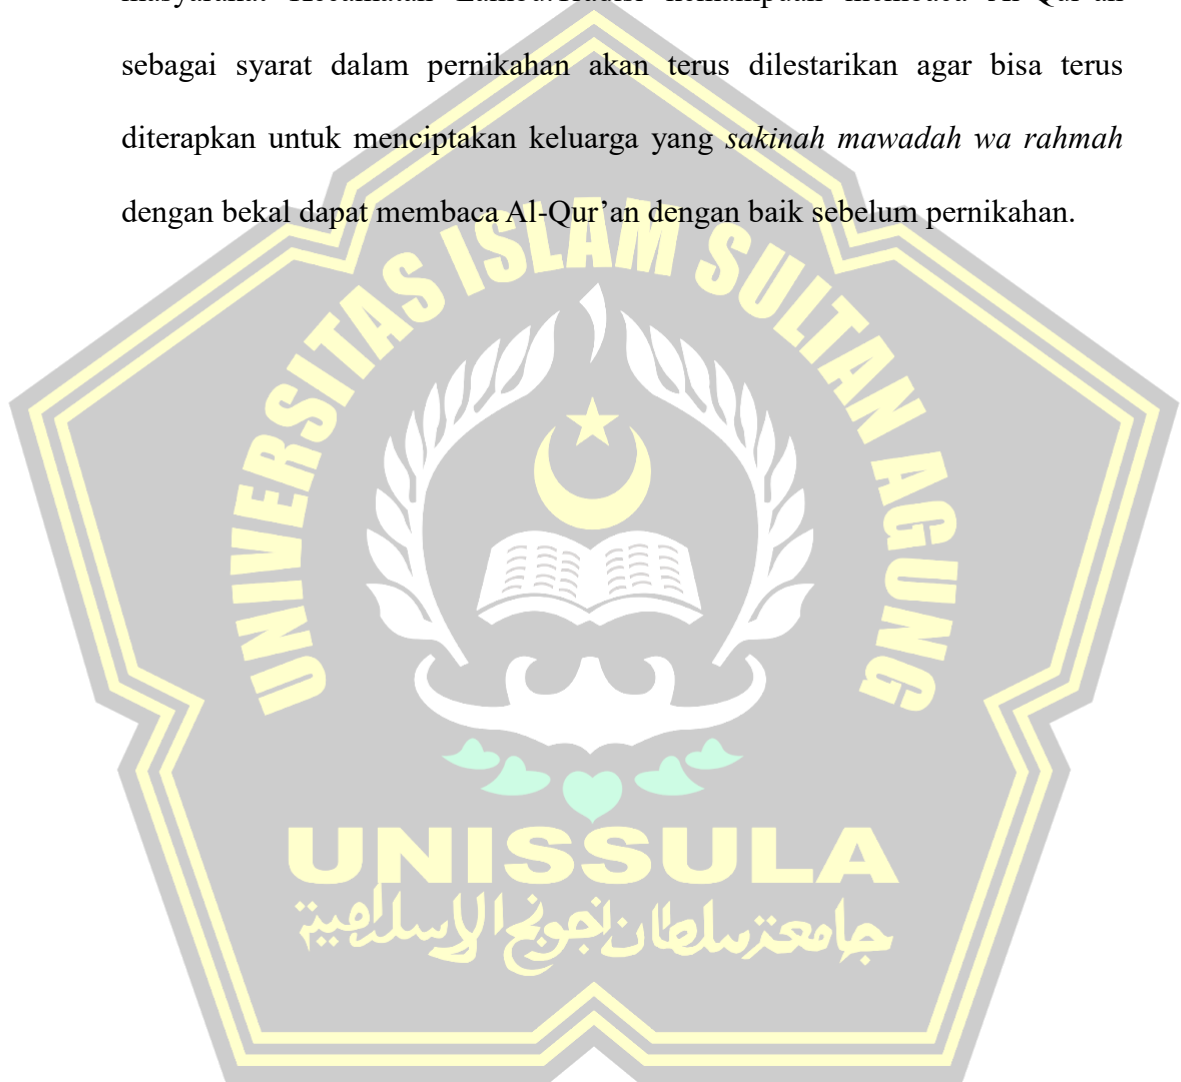 sebagai syarat dalam pernikahan akan terus dilestarikan agar bisa terus
diterapkan untuk menciptakan keluarga yang sakinah mawadah wa rahmah
dengan bekal dapat membaca Al-Qur’an dengan baik sebelum pernikahan.
UNIVERSITAS ISLAM SULTAN AGUNG
UNISSULA
جامعة سلطان أجونج الإسلامية